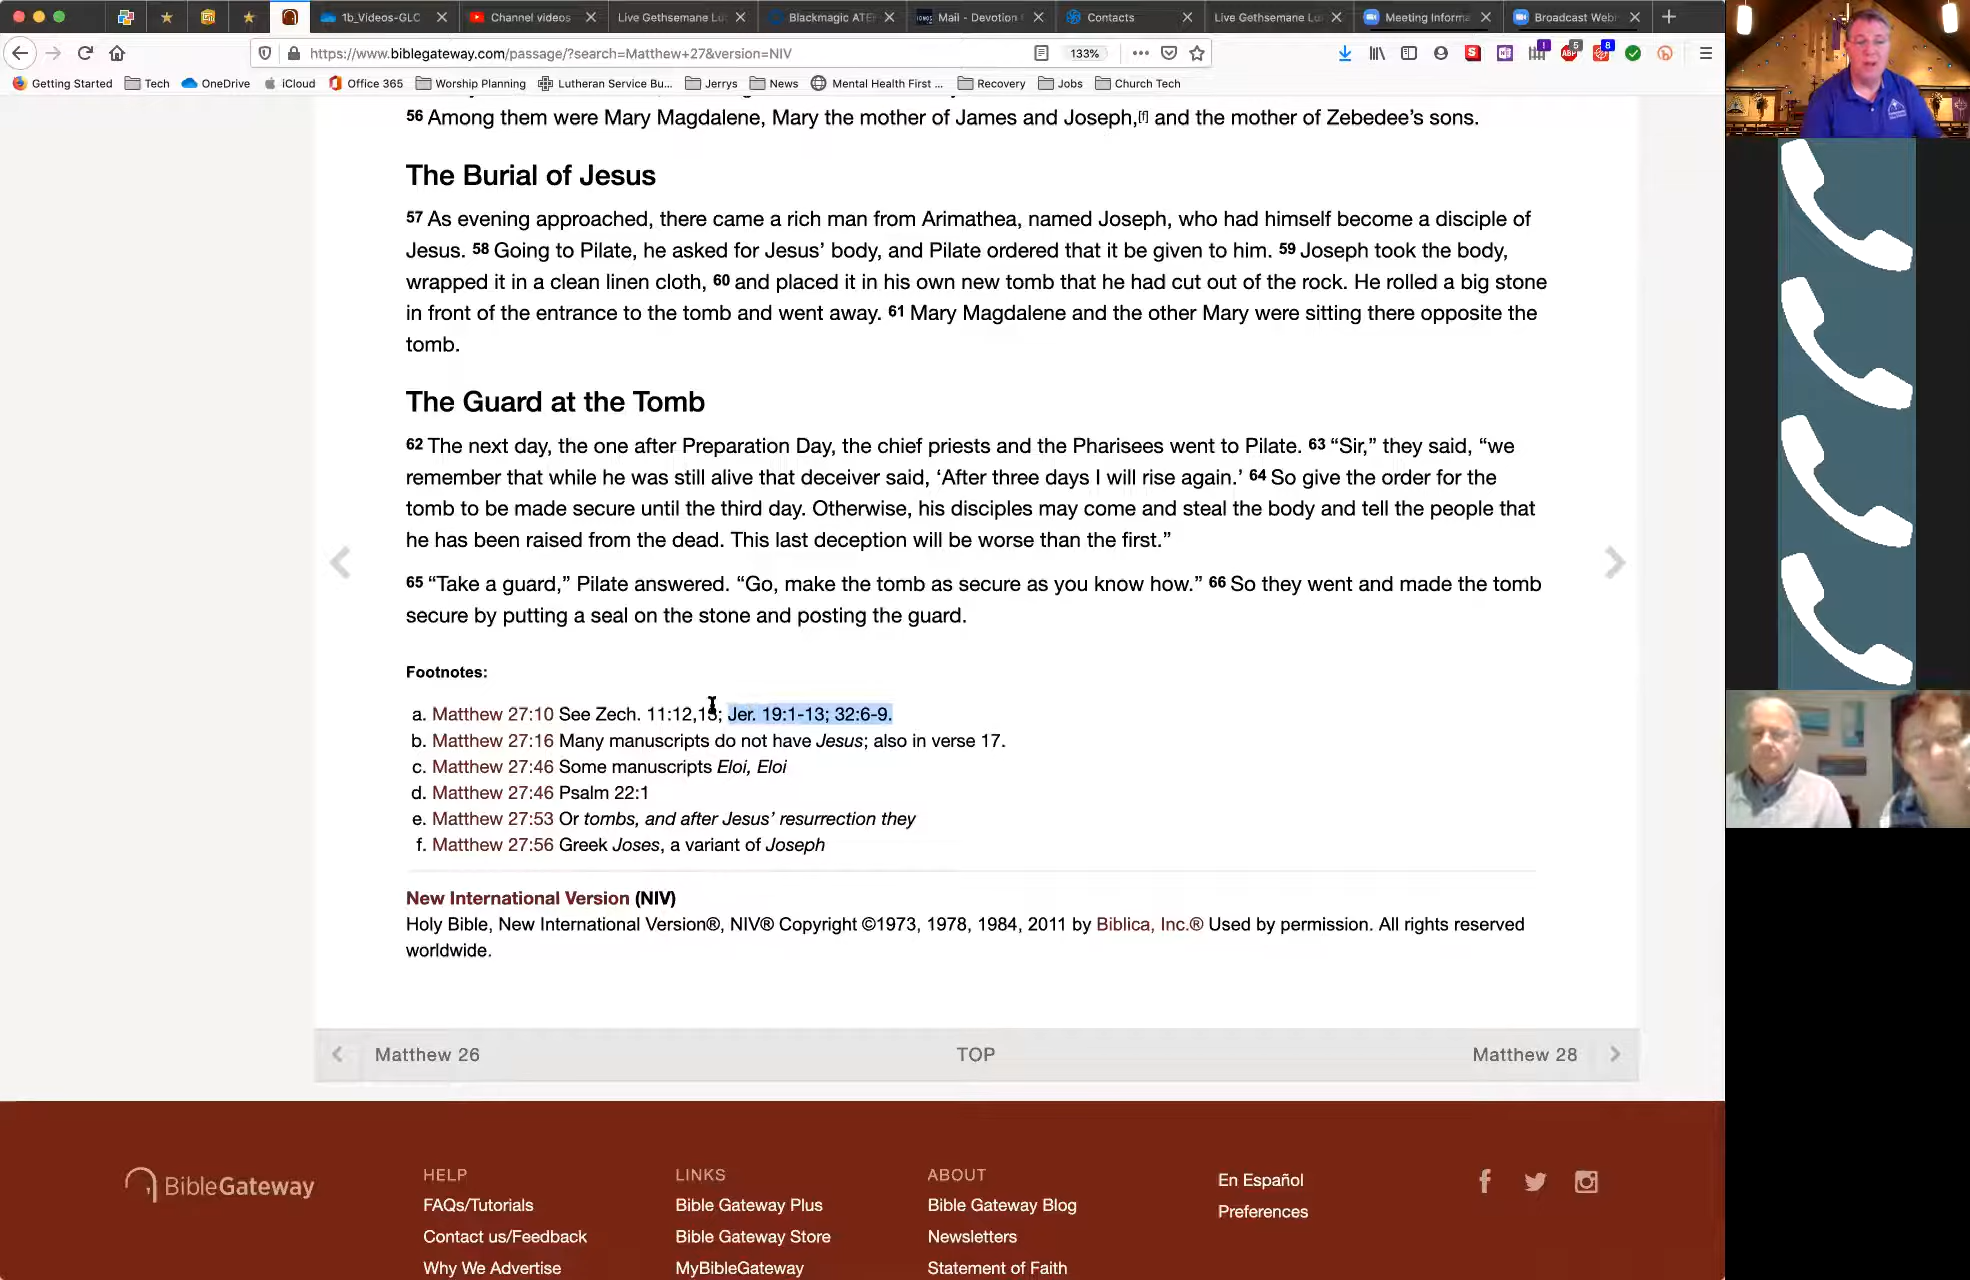 1b_Videos-GLC
Channel videos
Live Gethsemane Lu
Blackmagic ATE
Mail - Devotion
Contacts
Live Gethsemane Lu
Meeting Informa
Broadcast Web
https://www.biblegateway.com/passage/?search=Matthew+27&version=NIV
133%
Getting Started Tech OneDrive iCloud Office 365 Worship Planning Lutheran Service Bu... Jerrys News Mental Health First ... Recovery Jobs Church Tech
56 Among them were Mary Magdalene, Mary the mother of James and Joseph,[f] and the mother of Zebedee’s sons.
The Burial of Jesus
57 As evening approached, there came a rich man from Arimathea, named Joseph, who had himself become a disciple of
Jesus. 58 Going to Pilate, he asked for Jesus’ body, and Pilate ordered that it be given to him. 59 Joseph took the body,
wrapped it in a clean linen cloth, 60 and placed it in his own new tomb that he had cut out of the rock. He rolled a big stone
in front of the entrance to the tomb and went away. 61 Mary Magdalene and the other Mary were sitting there opposite the
tomb.
The Guard at the Tomb
62 The next day, the one after Preparation Day, the chief priests and the Pharisees went to Pilate. 63 “Sir,” they said, “we
remember that while he was still alive that deceiver said, ‘After three days I will rise again.’ 64 So give the order for the
tomb to be made secure until the third day. Otherwise, his disciples may come and steal the body and tell the people that
he has been raised from the dead. This last deception will be worse than the first.”
65 “Take a guard,” Pilate answered. “Go, make the tomb as secure as you know how.” 66 So they went and made the tomb
secure by putting a seal on the stone and posting the guard.
Footnotes:
a. Matthew 27:10 See Zech. 11:12,13; Jer. 19:1-13; 32:6-9.
b. Matthew 27:16 Many manuscripts do not have Jesus; also in verse 17.
c. Matthew 27:46 Some manuscripts Eloi, Eloi
d. Matthew 27:46 Psalm 22:1
e. Matthew 27:53 Or tombs, and after Jesus’ resurrection they
f. Matthew 27:56 Greek Joses, a variant of Joseph
New International Version (NIV)
Holy Bible, New International Version®, NIV® Copyright ©1973, 1978, 1984, 2011 by Biblica, Inc.® Used by permission. All rights reserved
worldwide.
Matthew 26 TOP Matthew 28
BibleGateway
HELP
FAQs/Tutorials
Contact us/Feedback
Why We Advertise
LINKS
Bible Gateway Plus
Bible Gateway Store
MyBibleGateway
ABOUT
Bible Gateway Blog
Newsletters
Statement of Faith
En Español
Preferences